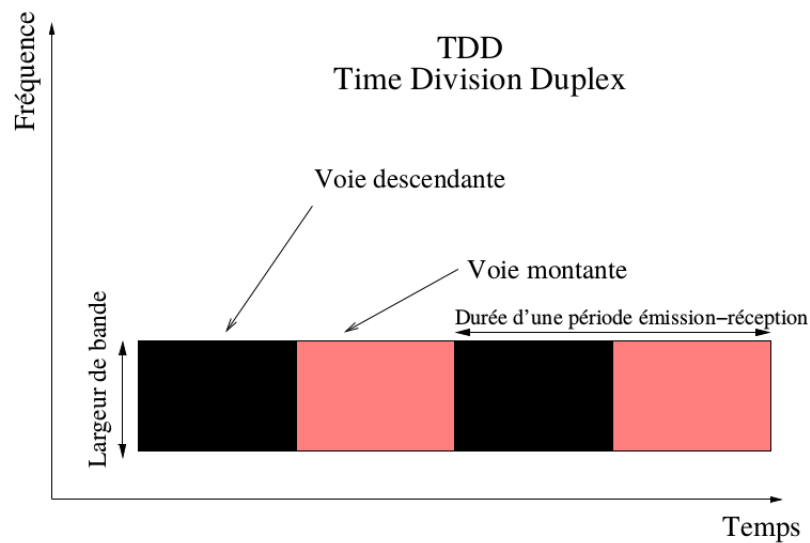 Fréquence
TDD
Time Division Duplex
Voie descendante
Voie montante
Durée d'une période émission−réception
Largeur de bande
Temps